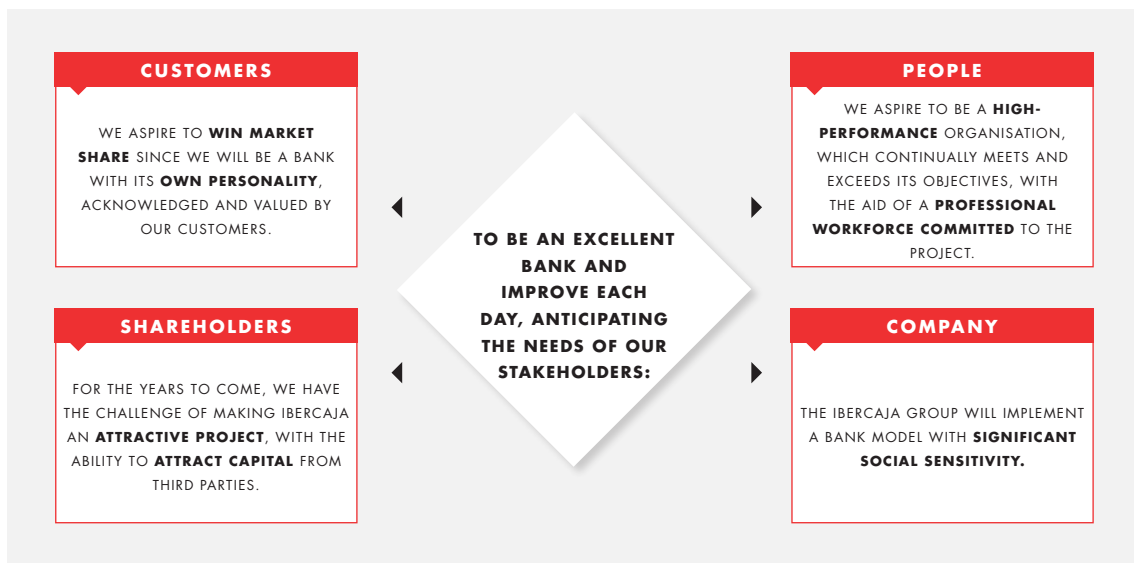 CUSTOMERS
WE ASPIRE TO WIN MARKET
SHARE SINCE WE WILL BE A BANK
WITH ITS OWN PERSONALITY,
ACKNOWLEDGED AND VALUED BY
OUR CUSTOMERS.
PEOPLE
WE ASPIRE TO BE A HIGH-
PERFORMANCE ORGANISATION,
WHICH CONTINUALLY MEETS AND
EXCEEDS ITS OBJECTIVES, WITH
THE AID OF A PROFESSIONAL
WORKFORCE COMMITTED TO THE
PROJECT.
TO BE AN EXCELLENT
BANK AND
IMPROVE EACH
DAY, ANTICIPATING
THE NEEDS OF OUR
STAKEHOLDERS:
SHAREHOLDERS
FOR THE YEARS TO COME, WE HAVE
THE CHALLENGE OF MAKING IBERCAJA
AN ATTRACTIVE PROJECT, WITH THE
ABILITY TO ATTRACT CAPITAL FROM
THIRD PARTIES.
COMPANY
THE IBERCAJA GROUP WILL IMPLEMENT
A BANK MODEL WITH SIGNIFICANT
SOCIAL SENSITIVITY.